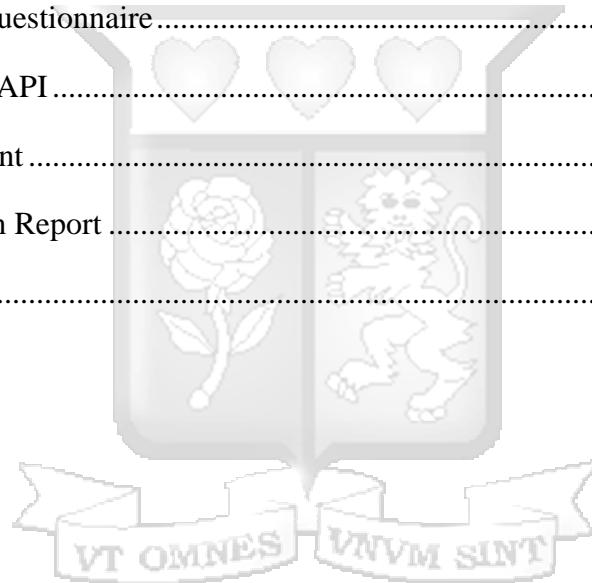 uestionnaire................................................................
API................................................................
nt................................................................
n Report................................................................
................................................................
VT OMNES VNVM SINT